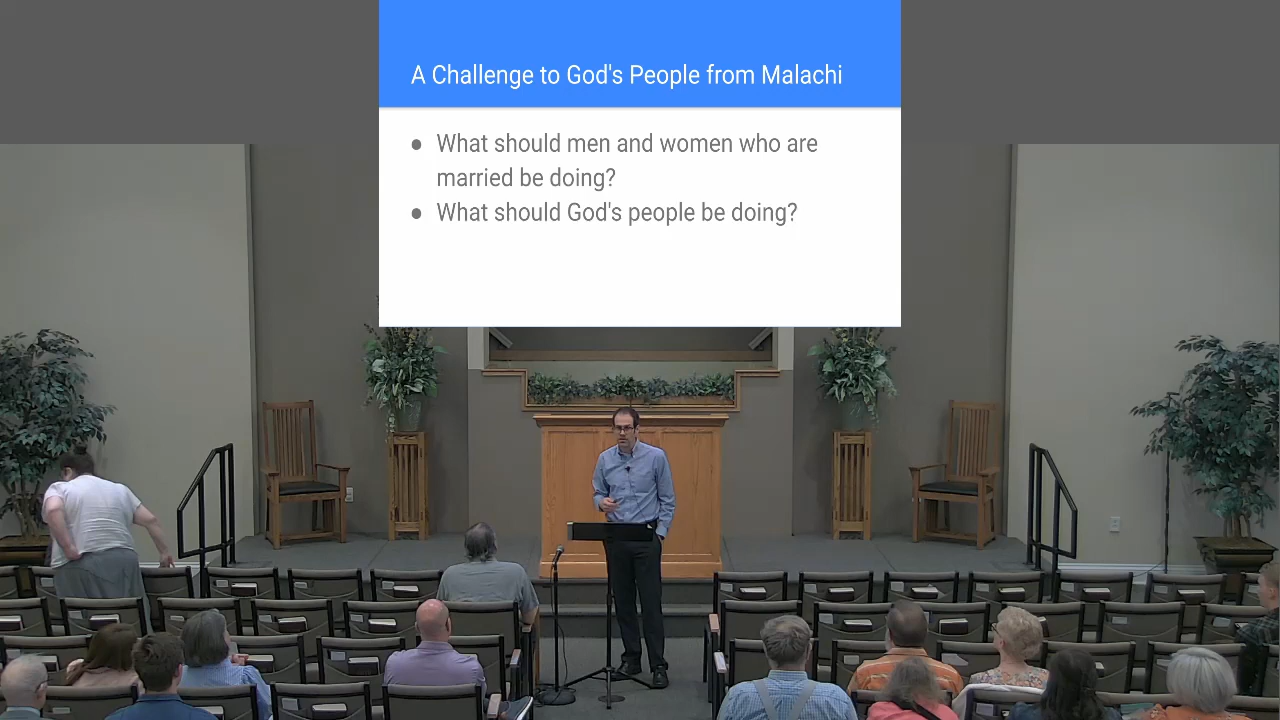 A Challenge to God's People from Malachi
● What should men and women who are
married be doing?
● What should God's people be doing?